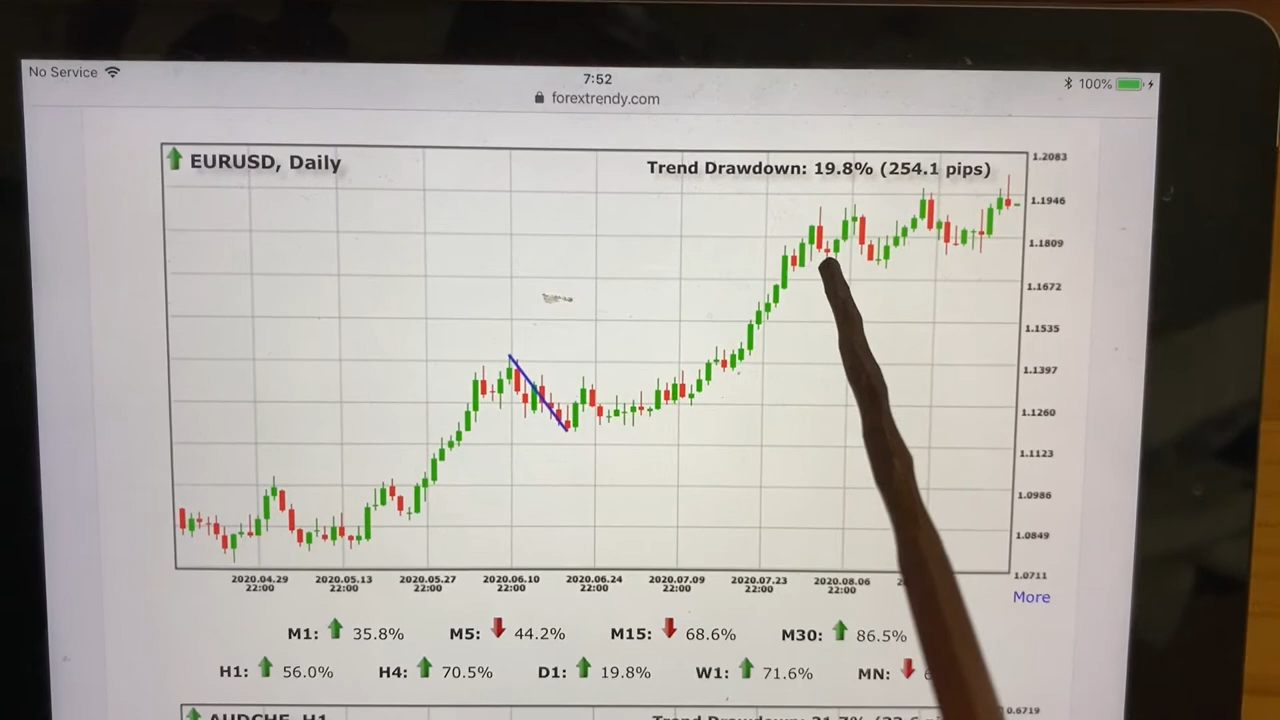 No Service
7:52
100%
forextrendy.com
EURUSD, Daily
Trend Drawdown: 19.8% (254.1 pips)
1.2083
1.1946
1.1809
1.1672
1.1535
1.1397
1.1260
1.1123
1.0986
1.0849
1.0711
2020.04.29 2020.05.13 2020.05.27 2020.06.10 2020.06.24 2020.07.09 2020.07.23 2020.08.06
22:00 22:00 22:00 22:00 22:00 22:00 22:00 22:00
More
M1: 35.8% M5: 44.2% M15: 68.6% M30: 86.5%
H1: 56.0% H4: 70.5% D1: 19.8% W1: 71.6% MN:
AUDCHF, H1 Trend Drawdown:
0.6719